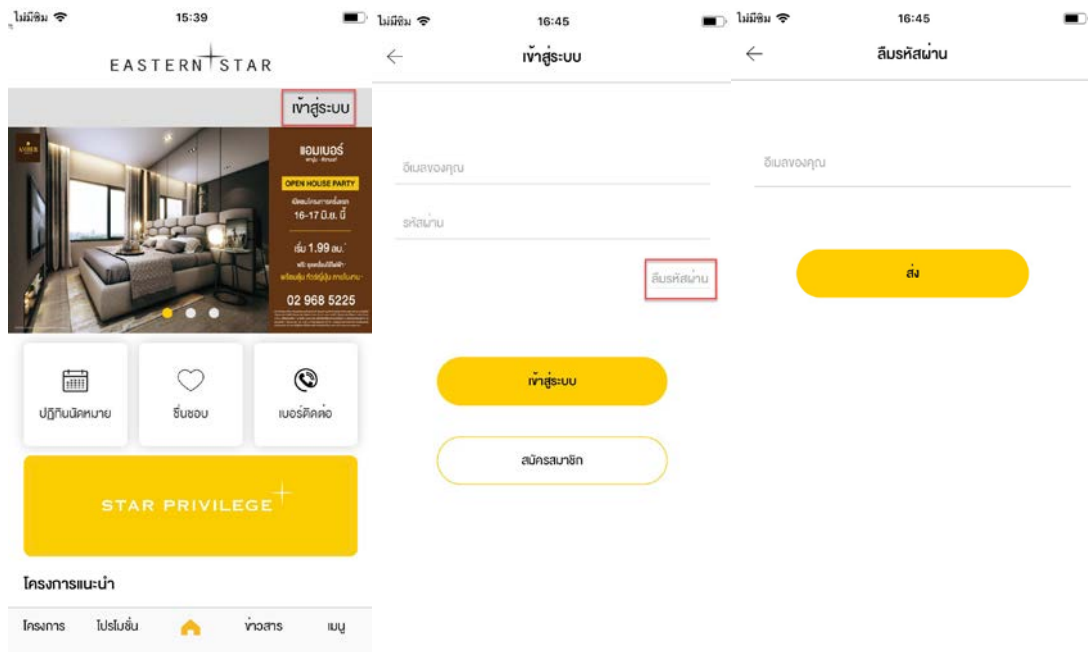 ไม่มีซิม 15:39
EASTERN STAR
เข้าสู่ระบบ
AMBER
แอมเบอร์
OPEN HOUSE PARTY
16-17 มิ.ย. นี้
เริ่ม 1.99 ลบ.*
02 968 5225
ปฏิทินนัดหมาย
ชื่นชอบ
เบอร์ติดต่อ
STAR PRIVILEGE
โครงการแนะนำ
โครงการ โปรโมชั่น ข่าวสาร เมนู
ไม่มีซิม 16:45
เข้าสู่ระบบ
อีเมลของคุณ
รหัสผ่าน
ลืมรหัสผ่าน
เข้าสู่ระบบ
สมัครสมาชิก
ไม่มีซิม 16:45
ลืมรหัสผ่าน
อีเมลของคุณ
ส่ง